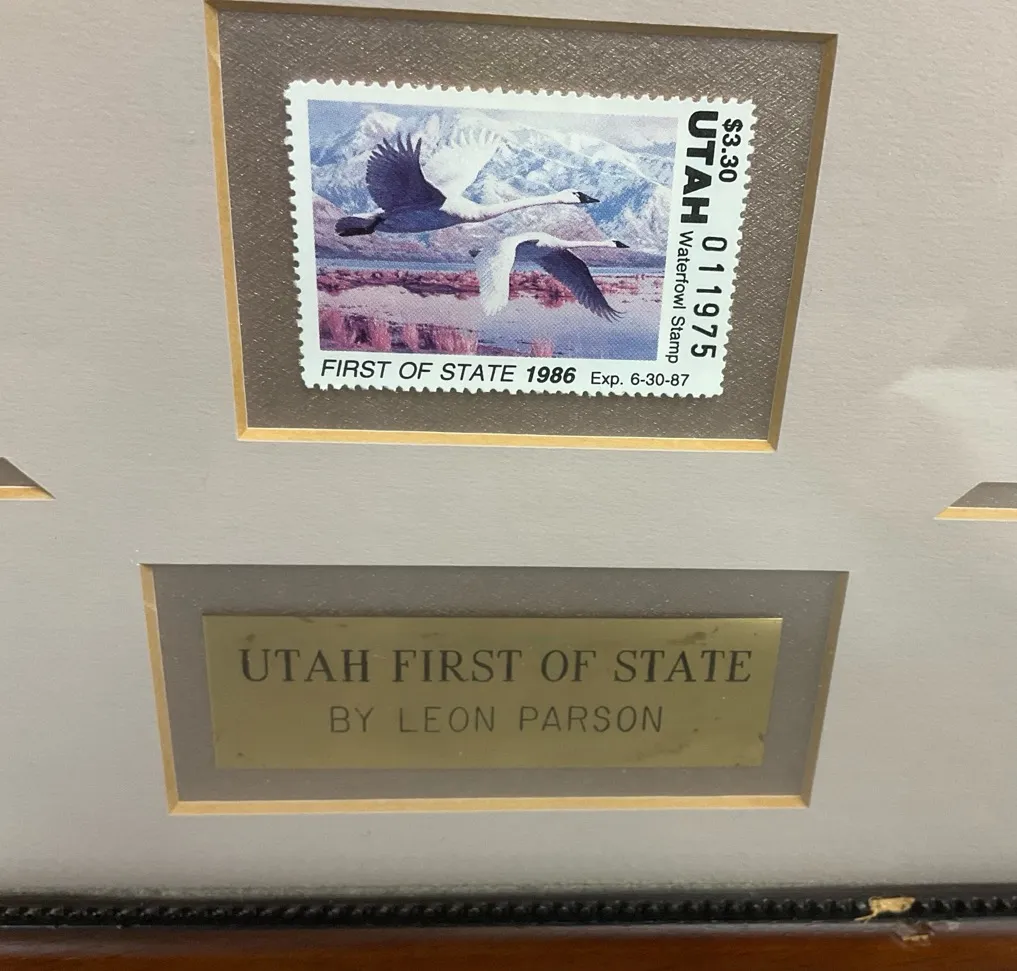 $3.30
UTAH 011975
Waterfowl Stamp
FIRST OF STATE 1986 Exp. 6-30-87
UTAH FIRST OF STATE
BY LEON PARSON